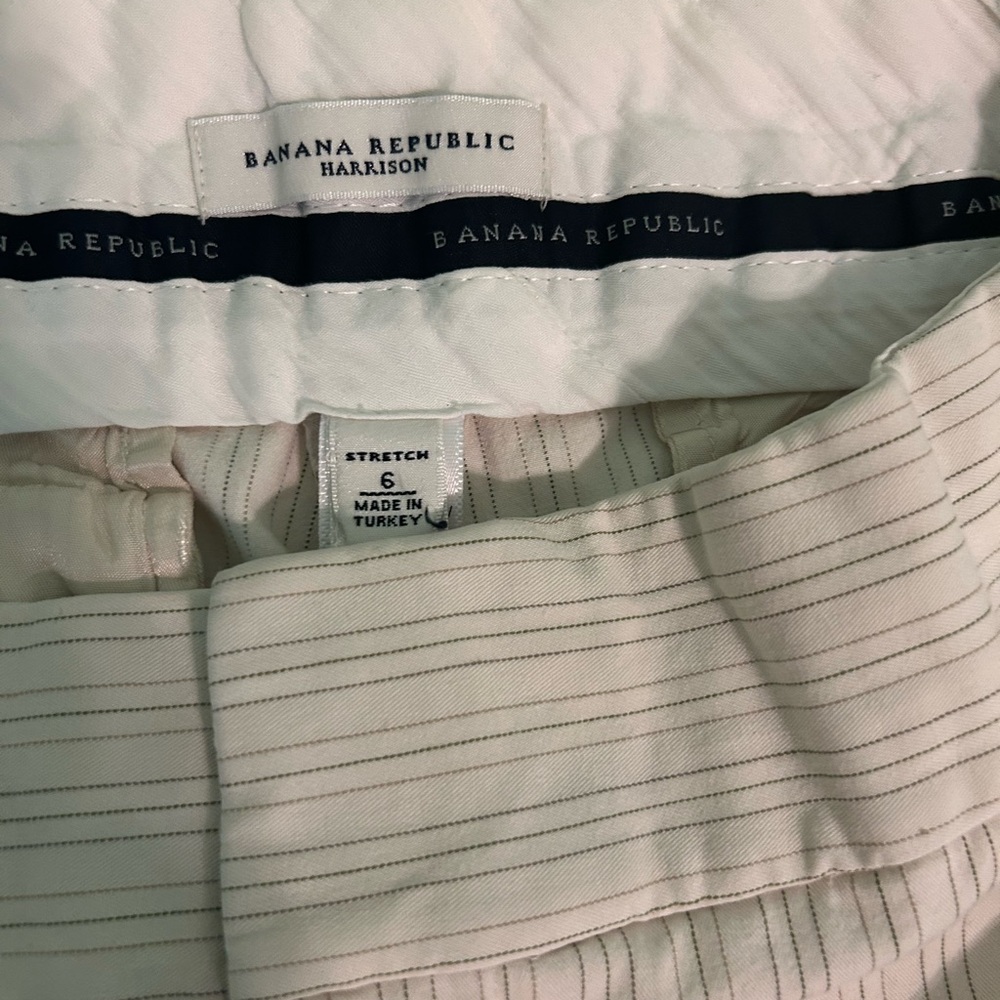 BANANA REPUBLIC
HARRISON
NA REPUBLIC BANANA REPUBLIC BAN
STRETCH
6
MADE IN
TURKEY